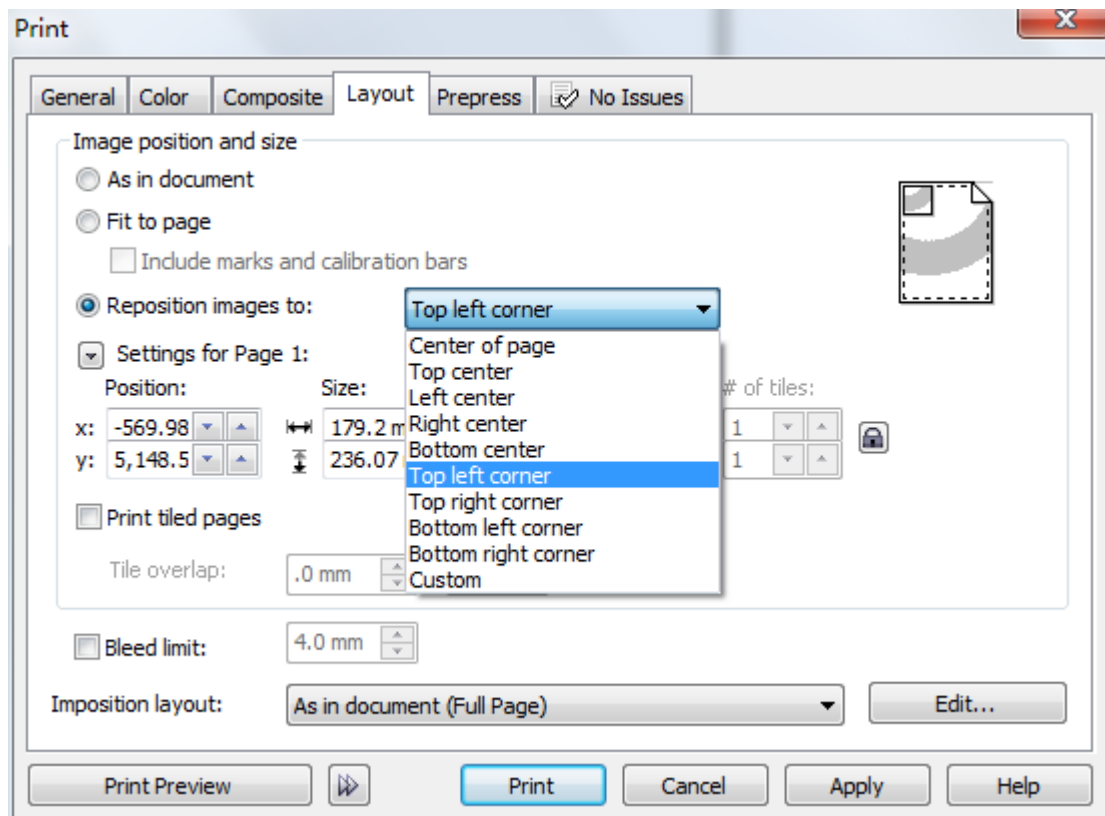 Print
General Color Composite Layout Prepress No Issues
Image position and size
As in document
Fit to page
Include marks and calibration bars
Reposition images to: Top left corner
Center of page
Top center
Left center
Right center
Bottom center
Top left corner
Top right corner
Bottom left corner
Bottom right corner
Custom
Settings for Page 1:
Position: Size: # of tiles:
x: -569.98 179.2 m 1
y: 5,148.5 236.07 1
Print tiled pages
Tile overlap: .0 mm
Bleed limit: 4.0 mm
Imposition layout: As in document (Full Page) Edit...
Print Preview Print Cancel Apply Help